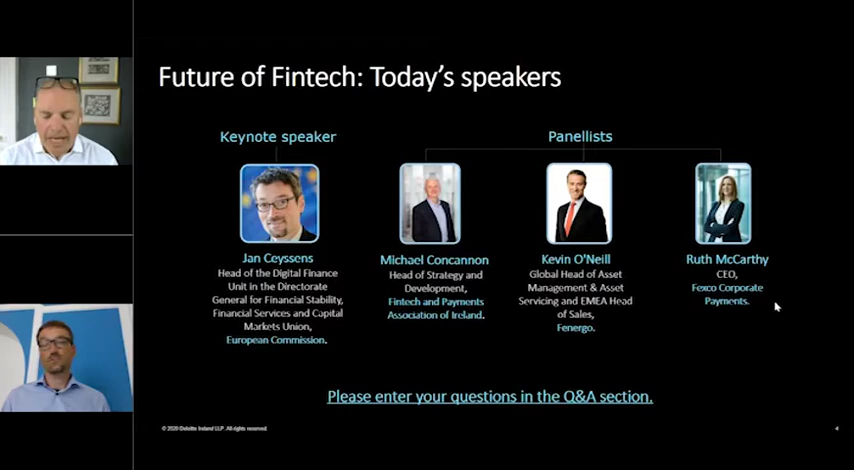 Future of Fintech: Today's speakers
Keynote speaker
Panellists
Jan Ceyssens
Head of the Digital Finance
Unit in the Directorate
General for Financial Stability,
Financial Services and Capital
Markets Union,
European Commission.
Michael Concannon
Head of Strategy and
Development,
Fintech and Payments
Association of Ireland.
Kevin O'Neill
Global Head of Asset
Management & Asset
Servicing and EMEA Head
of Sales,
Fenergo.
Ruth McCarthy
CEO,
Fexco Corporate
Payments.
Please enter your questions in the Q&A section.
© 2020 Deloitte Ireland LLP. All rights reserved
4